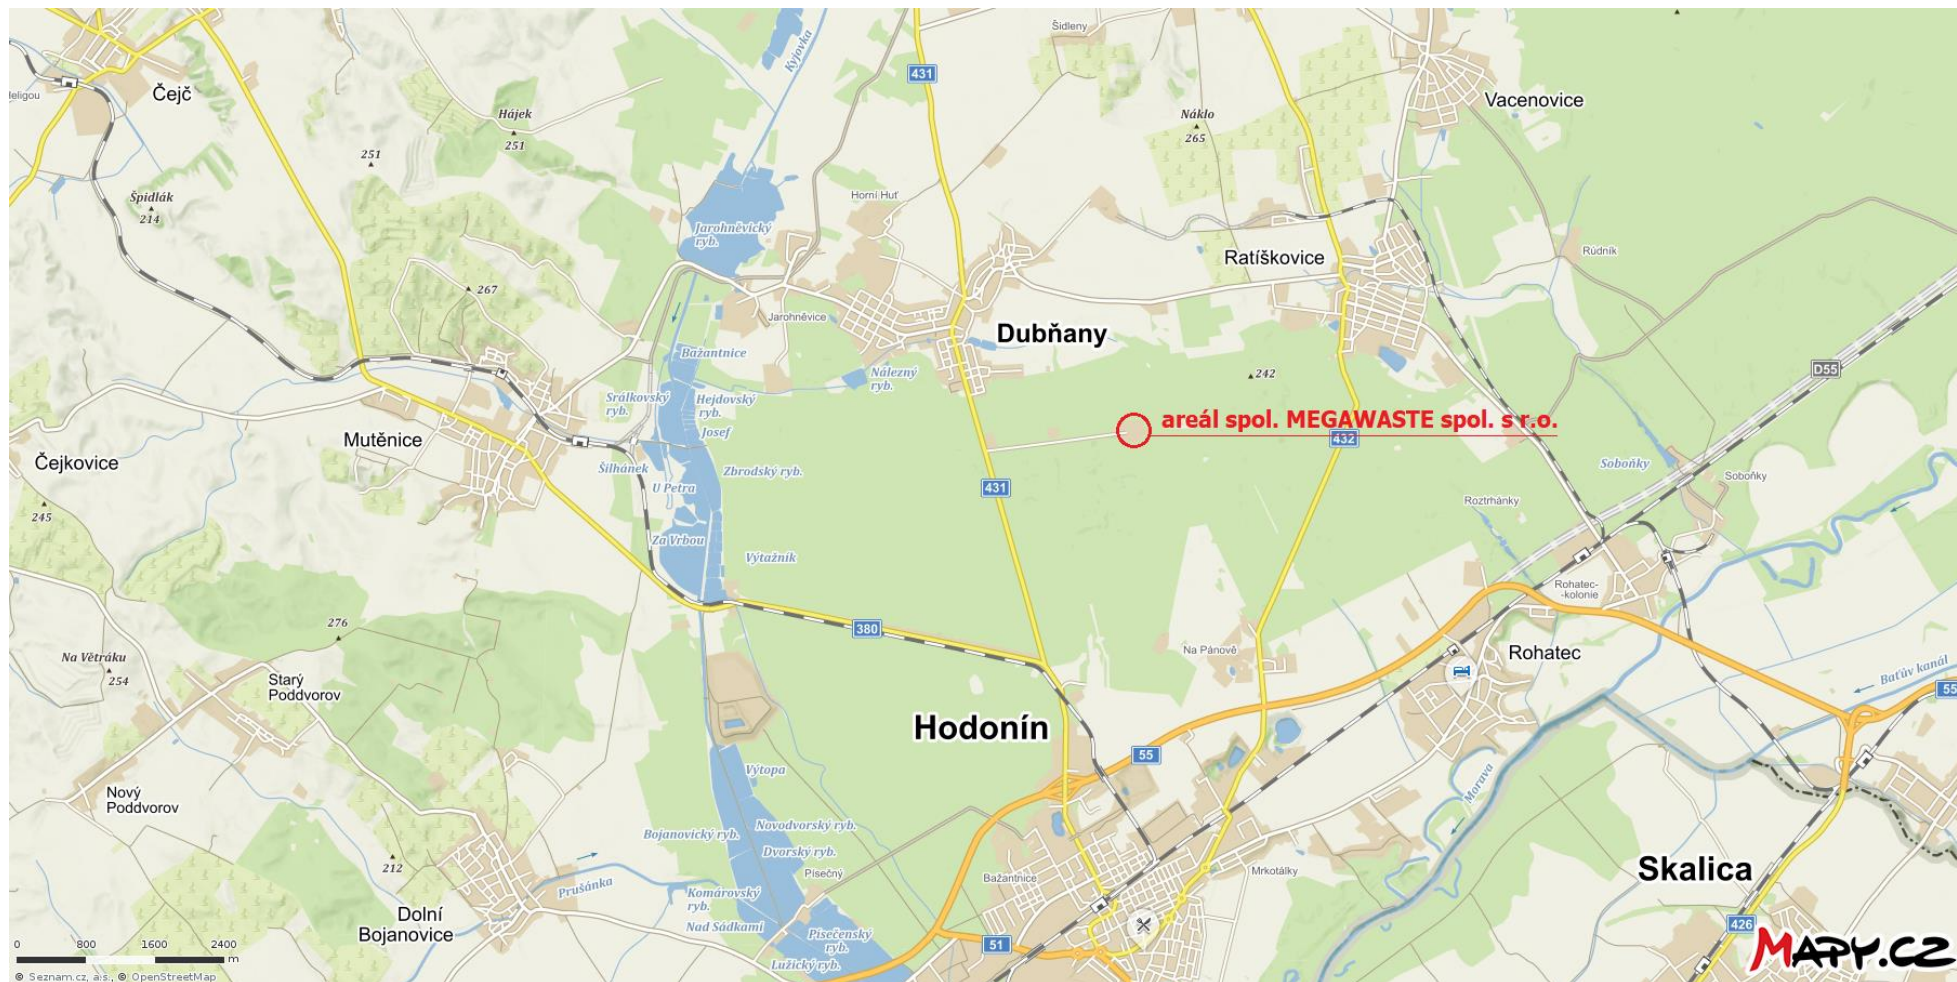 Šidleny
Kyjovka
431
Čejč
Vacenovice
Hájek
251
Náklo
265
251
Špidlák
214
Horní Huť
Jarohněvický
ryb.
Ratíškovice
Rúdník
267
Jarohněvice
Dubňany
Bažantnice
Nálezný
ryb.
242
D55
Srálkovský
ryb.
Hejdovský
ryb.
Josef
areál spol. MEGAWASTE spol. s r.o.
432
Mutěnice
Čejkovice
Šilhánek
Zbrodský ryb.
Soboňky
Soboňky
U Petra
431
Roztrhánky
245
Za Vrbou
Výtažník
Rohatec-
-kolonie
276
380
Na Pánově
Rohatec
Na Větráku
254
Starý
Poddvorov
Baťův kanál
55
Hodonín
55
Výtopa
Morava
Nový
Poddvorov
Bojanovický ryb.
Novodvorský ryb.
Dvorský ryb.
212
Písečný
Bažantnice
Mrkotálky
Skalica
Prušánka
Komárovský
ryb.
Nad Sádkami
Dolní
Bojanovice
Písečenský
ryb.
Lužický ryb.
51
426
0 800 1600 2400
m
© Seznam.cz, a.s., © OpenStreetMap
MAPY.CZ